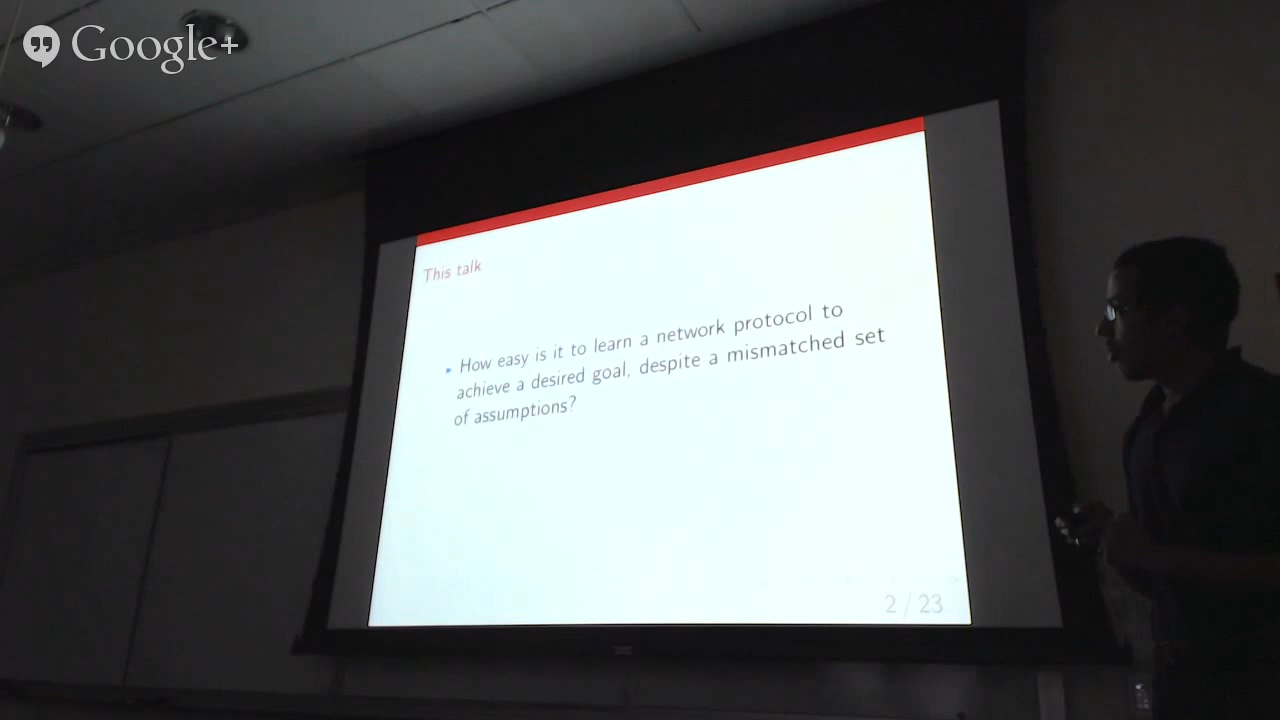 Google+
This talk
How easy is it to learn a network protocol to
achieve a desired goal, despite a mismatched set
of assumptions?
2 / 23